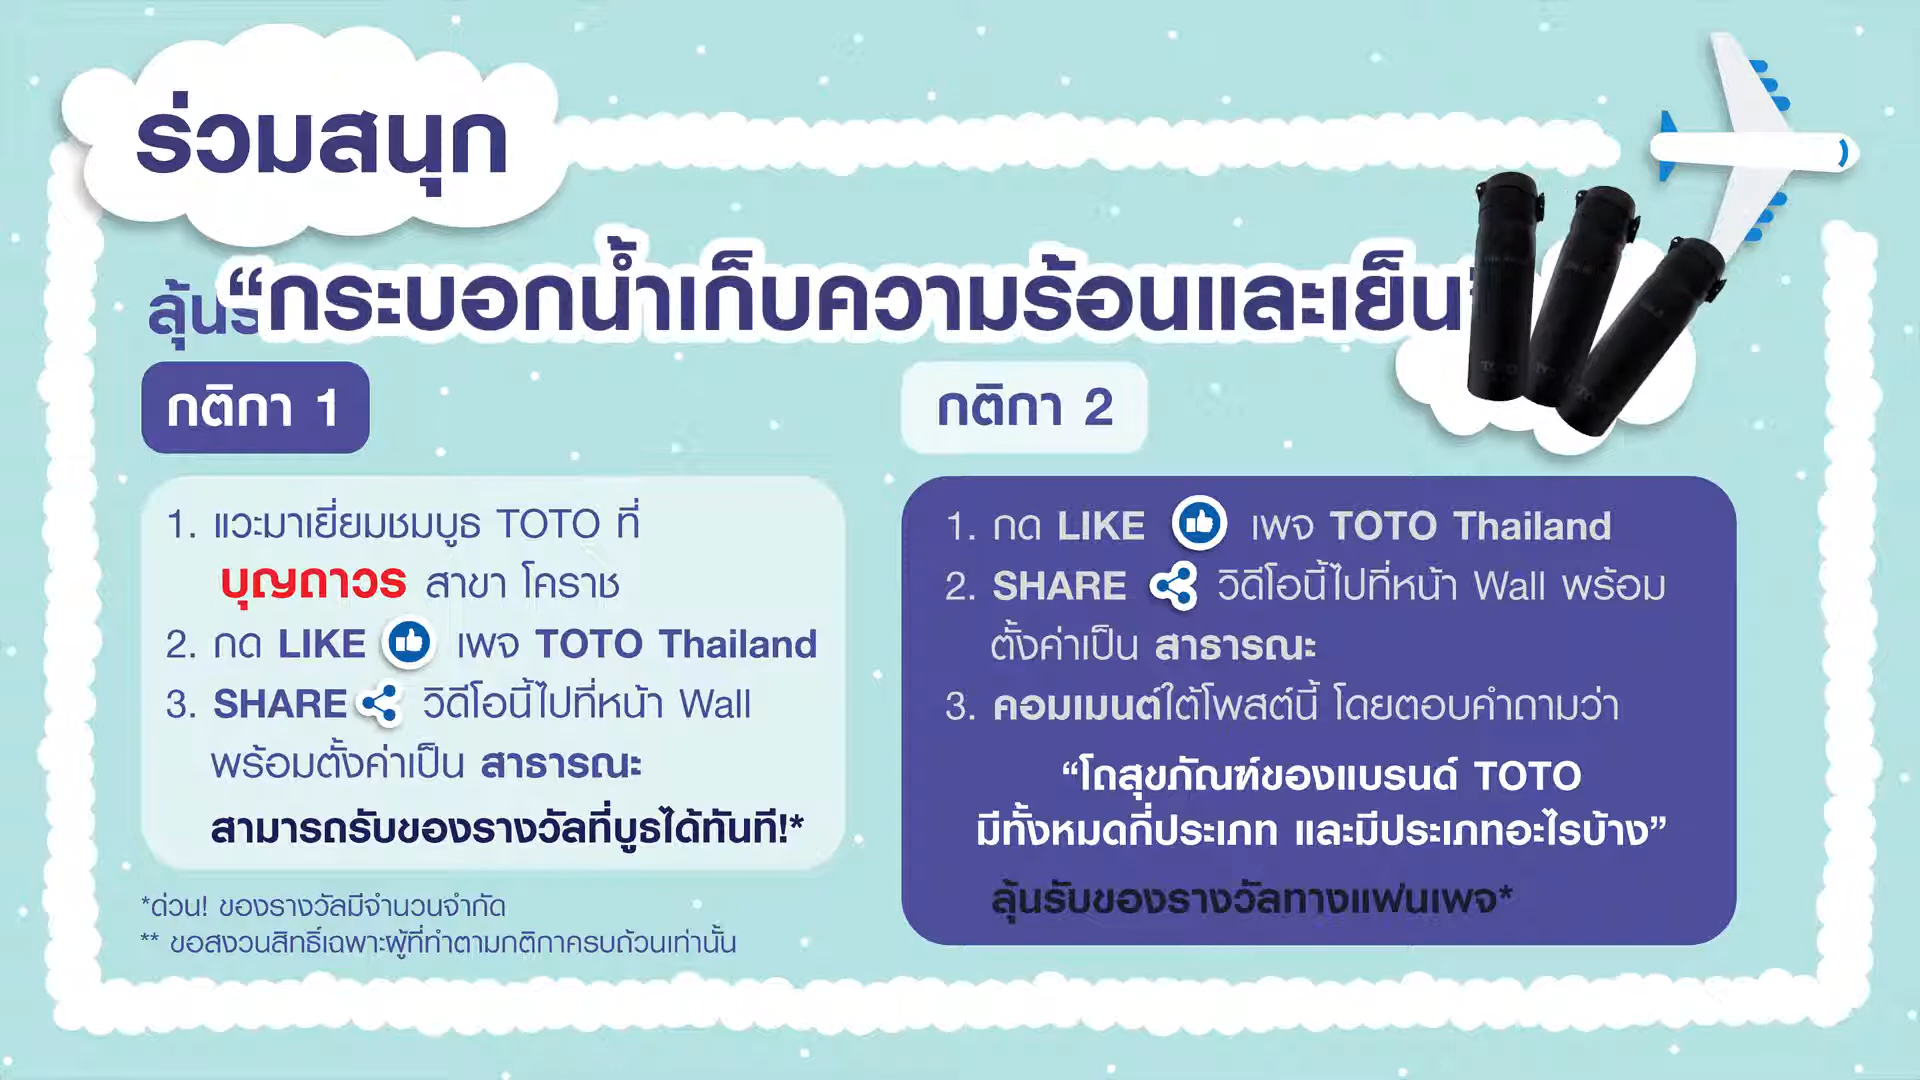 ร่วมสนุก
ลุ้นร
“กระบอกน้ำเก็บความร้อนและเย็น”
กติกา 1
1. แวะมาเยี่ยมชมบูธ TOTO ที่
บุญถาวร สาขา โคราช
2. กด LIKE เพจ TOTO Thailand
3. SHARE วิดีโอนี้ไปที่หน้า Wall
พร้อมตั้งค่าเป็น สาธารณะ
สามารถรับของรางวัลที่บูธได้ทันที!*
*ด่วน! ของรางวัลมีจำนวนจำกัด
** ขอสงวนสิทธิ์เฉพาะผู้ที่ทำตามกติกาครบถ้วนเท่านั้น
กติกา 2
1. กด LIKE เพจ TOTO Thailand
2. SHARE วิดีโอนี้ไปที่หน้า Wall พร้อม
ตั้งค่าเป็น สาธารณะ
3. คอมเมนต์ใต้โพสต์นี้ โดยตอบคำถามว่า
“โถสุขภัณฑ์ของแบรนด์ TOTO
มีทั้งหมดกี่ประเภท และมีประเภทอะไรบ้าง”
ลุ้นรับของรางวัลทางแฟนเพจ*